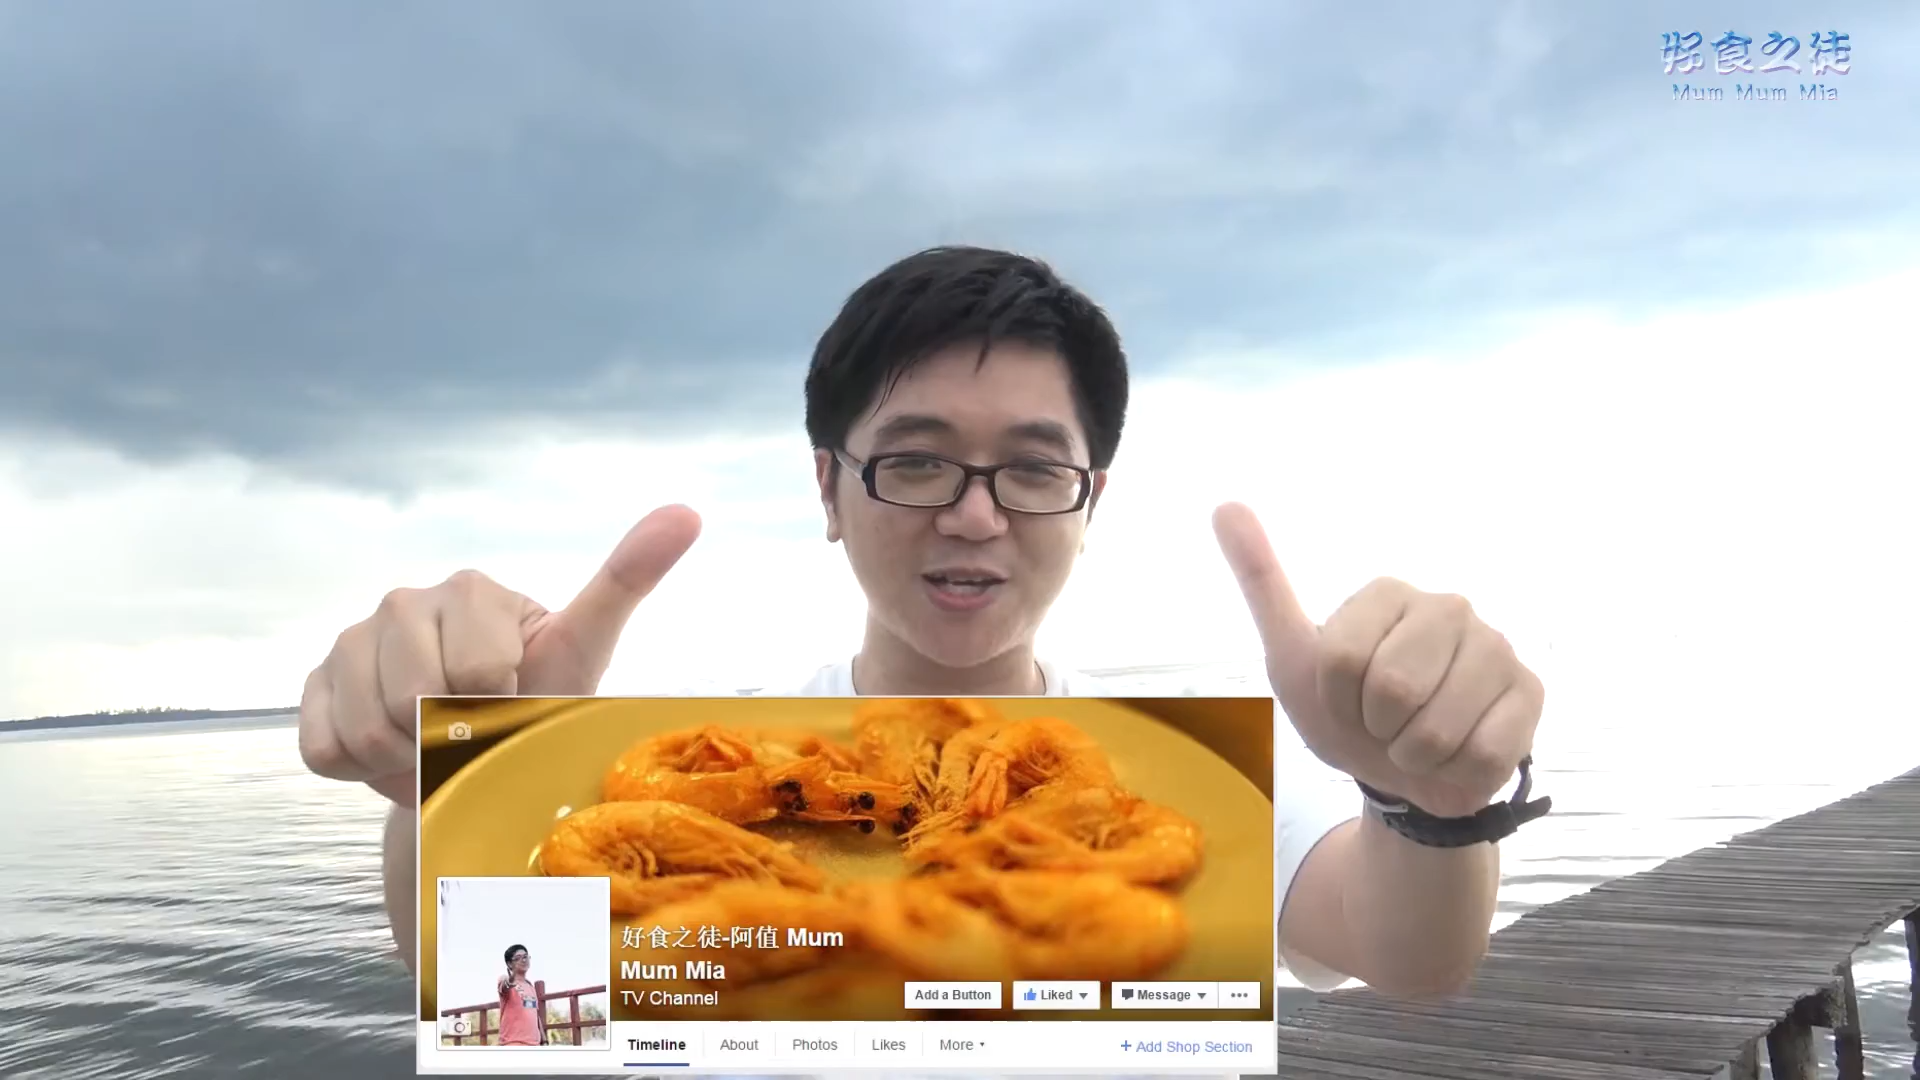 好食之徒
Mum Mum Mia
好食之徒-阿值 Mum
Mum Mia
TV Channel
Add a Button
Liked
Message
Timeline
About
Photos
Likes
More
+ Add Shop Section